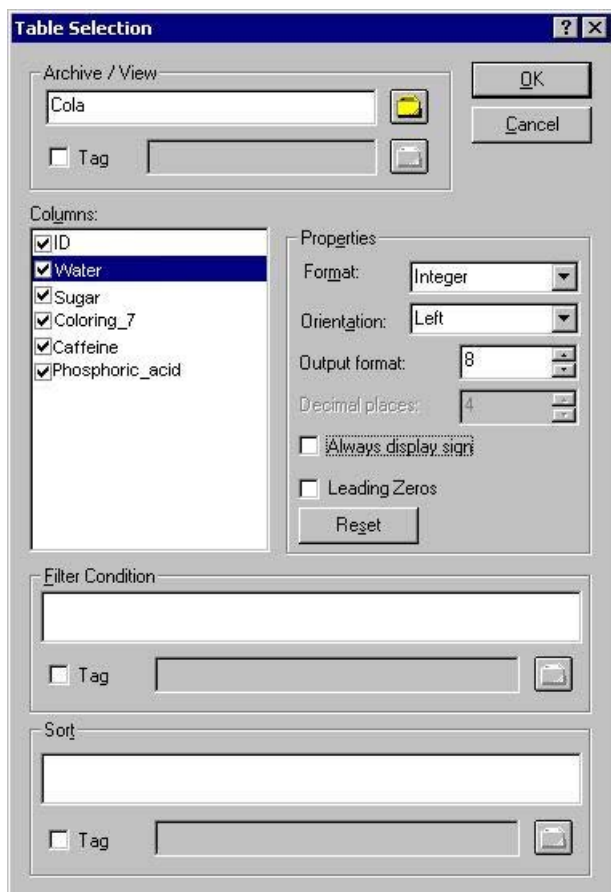 Table Selection
Archive / View
OK
Cola
Cancel
Tag
Columns:
ID
Water
Sugar
Coloring_7
Caffeine
Phosphoric_acid
Properties
Format: Integer
Orientation: Left
Output format: 8
Decimal places: 4
Always display sign
Leading Zeros
Reset
Filter Condition
Tag
Sort
Tag